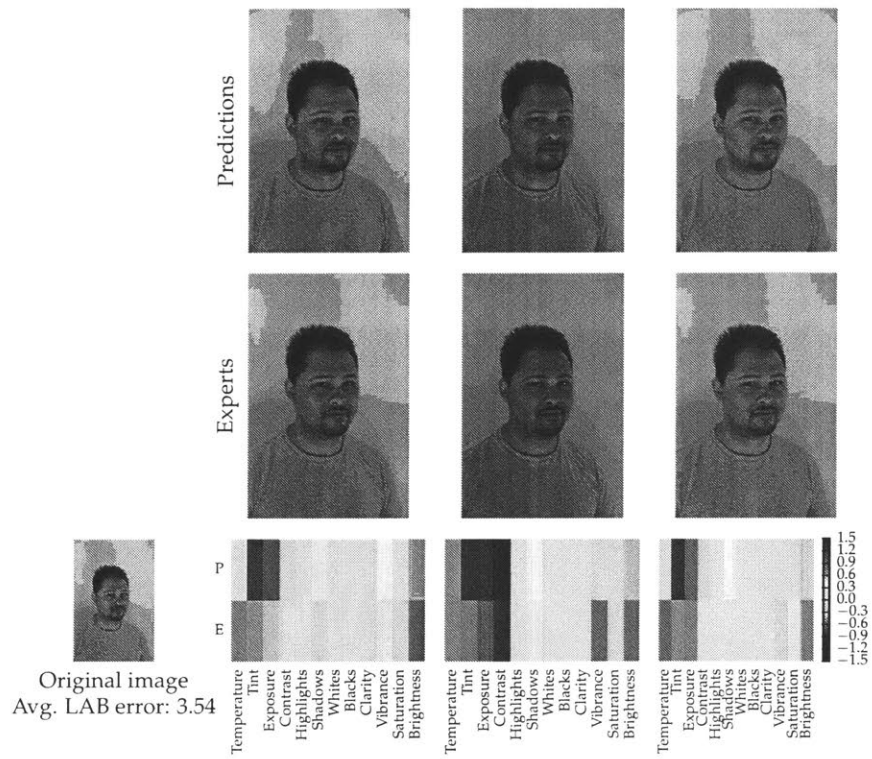 Predictions
Experts
P
E
1.5
1.2
0.9
0.6
0.3
0.0
−0.3
−0.6
−0.9
−1.2
−1.5
Original image
Avg. LAB error: 3.54
Temperature
Tint
Exposure
Contrast
Highlights
Shadows
Whites
Blacks
Clarity
Vibrance
Saturation
Brightness
Temperature
Tint
Exposure
Contrast
Highlights
Shadows
Whites
Blacks
Clarity
Vibrance
Saturation
Brightness
Temperature
Tint
Exposure
Contrast
Highlights
Shadows
Whites
Blacks
Clarity
Vibrance
Saturation
Brightness